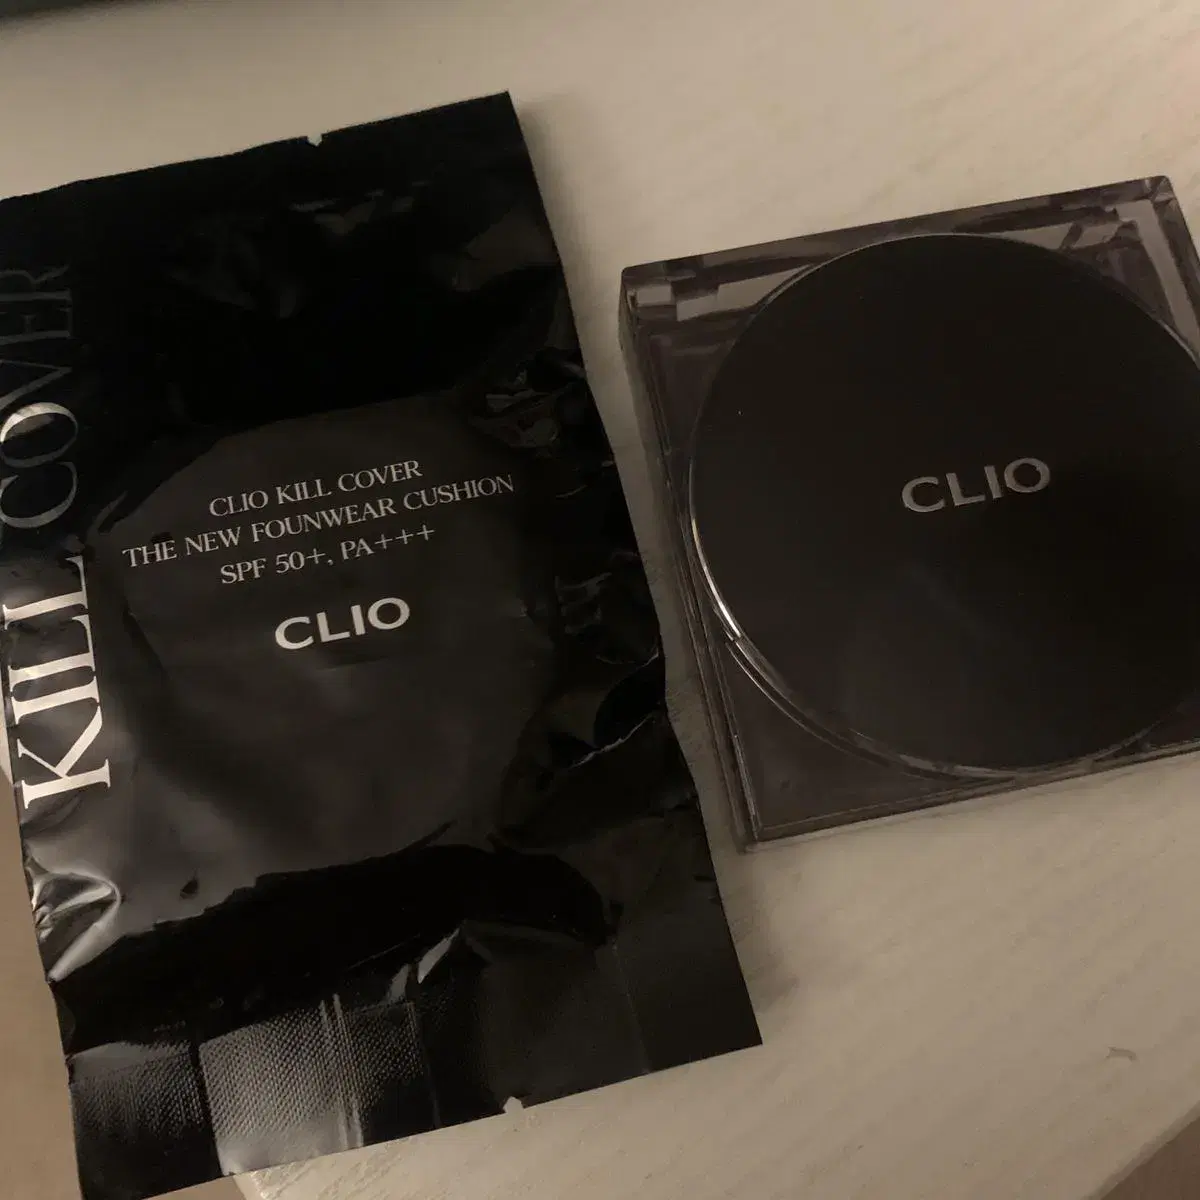 KILL COVER
CLIO KILL COVER
THE NEW FOUNWEAR CUSHION
SPF 50+, PA+++
CLIO
CLIO